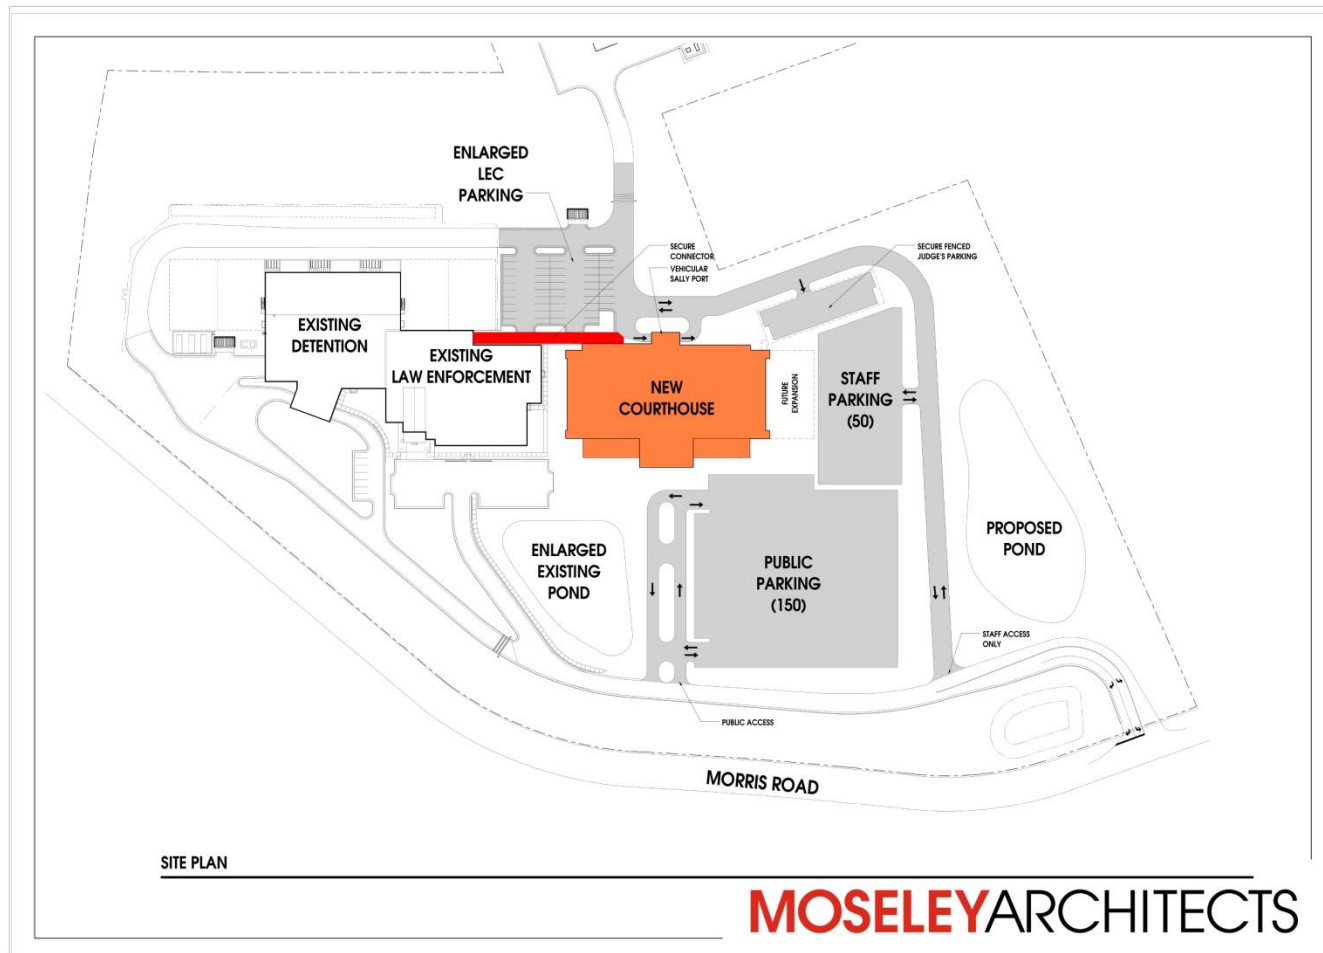 ENLARGED
LEC
PARKING
SECURE
CONNECTOR
VEHICULAR
SALLY PORT
SECURE FENCED
JUDGE'S PARKING
EXISTING
DETENTION
EXISTING
LAW ENFORCEMENT
NEW
COURTHOUSE
FUTURE
EXPANSION
STAFF
PARKING
(50)
ENLARGED
EXISTING
POND
PUBLIC
PARKING
(150)
PROPOSED
POND
STAFF ACCESS
ONLY
PUBLIC ACCESS
MORRIS ROAD
SITE PLAN
MOSELEYARCHITECTS